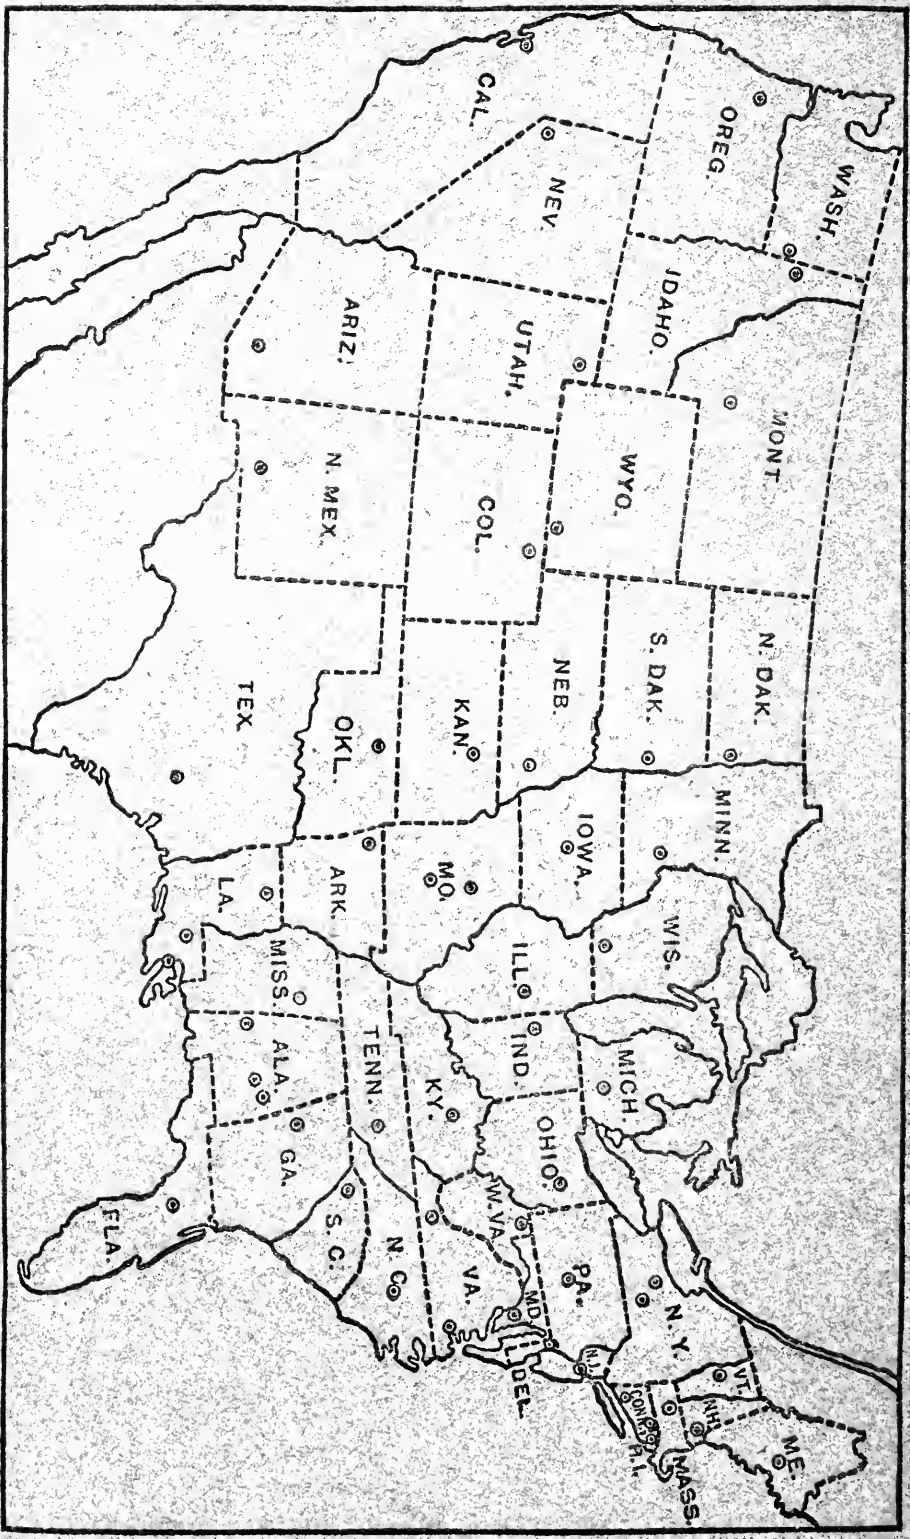 WASH.
OREG.
CAL.
NEV.
IDAHO.
MONT
WYO.
UTAH.
ARIZ.
COL.
N. MEX.
N. DAK.
S. DAK.
NEB.
KAN.
OKL.
TEX.
MINN.
IOWA.
MO.
ARK.
LA.
WIS.
ILL.
MICH.
IND.
OHIO.
KY.
TENN.
MISS
ALA.
GA.
FLA.
S. C.
N. C.
VA.
W. VA.
MD
DEL.
PA.
N.J.
N. Y.
CONN.
R.I.
MASS.
VT.
N.H.
ME.